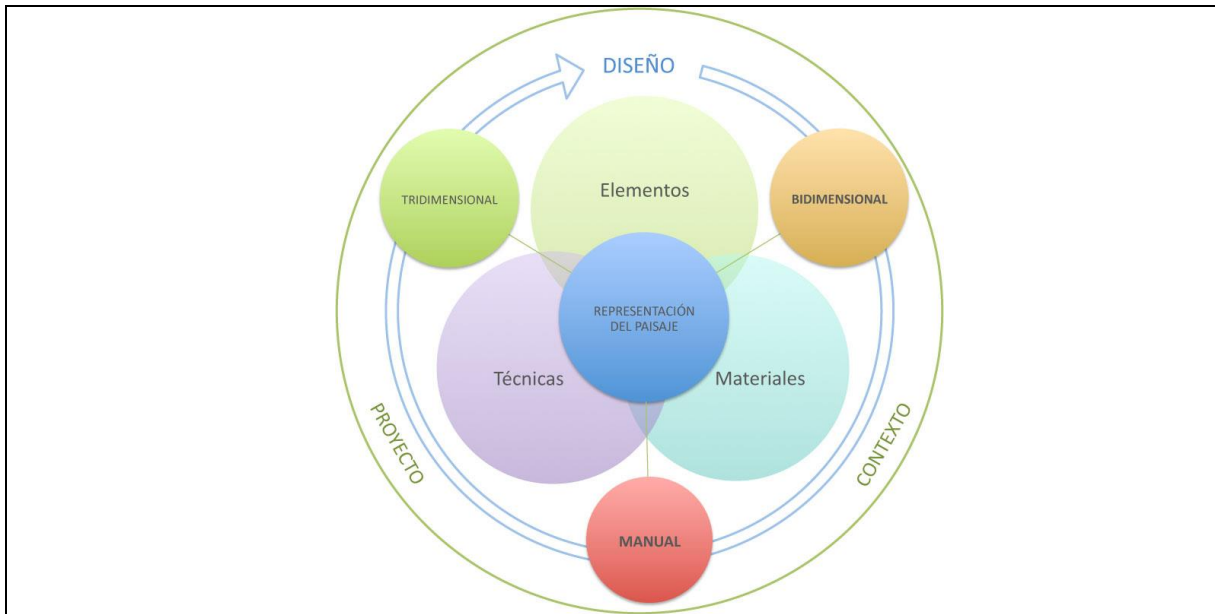 DISEÑO
TRIDIMENSIONAL
Elementos
BIDIMENSIONAL
REPRESENTACIÓN
DEL PAISAJE
Técnicas
Materiales
PROYECTO
CONTEXTO
MANUAL